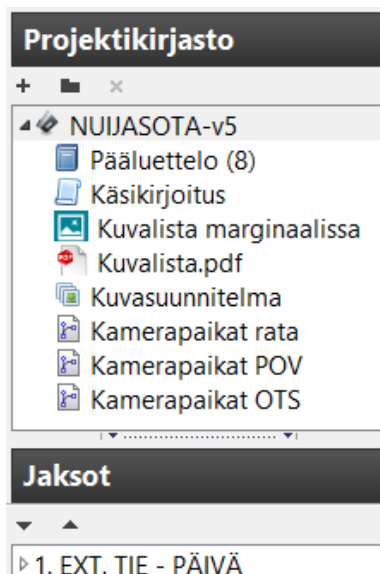 Projektikirjasto
NUIJASOTA-v5
Pääluettelo (8)
Käsikirjoitus
Kuvalista marginaalissa
Kuvalista.pdf
Kuvasuunnitelma
Kamerapaikat rata
Kamerapaikat POV
Kamerapaikat OTS
Jaksot
1. EXT. TIE - PÄIVÄ